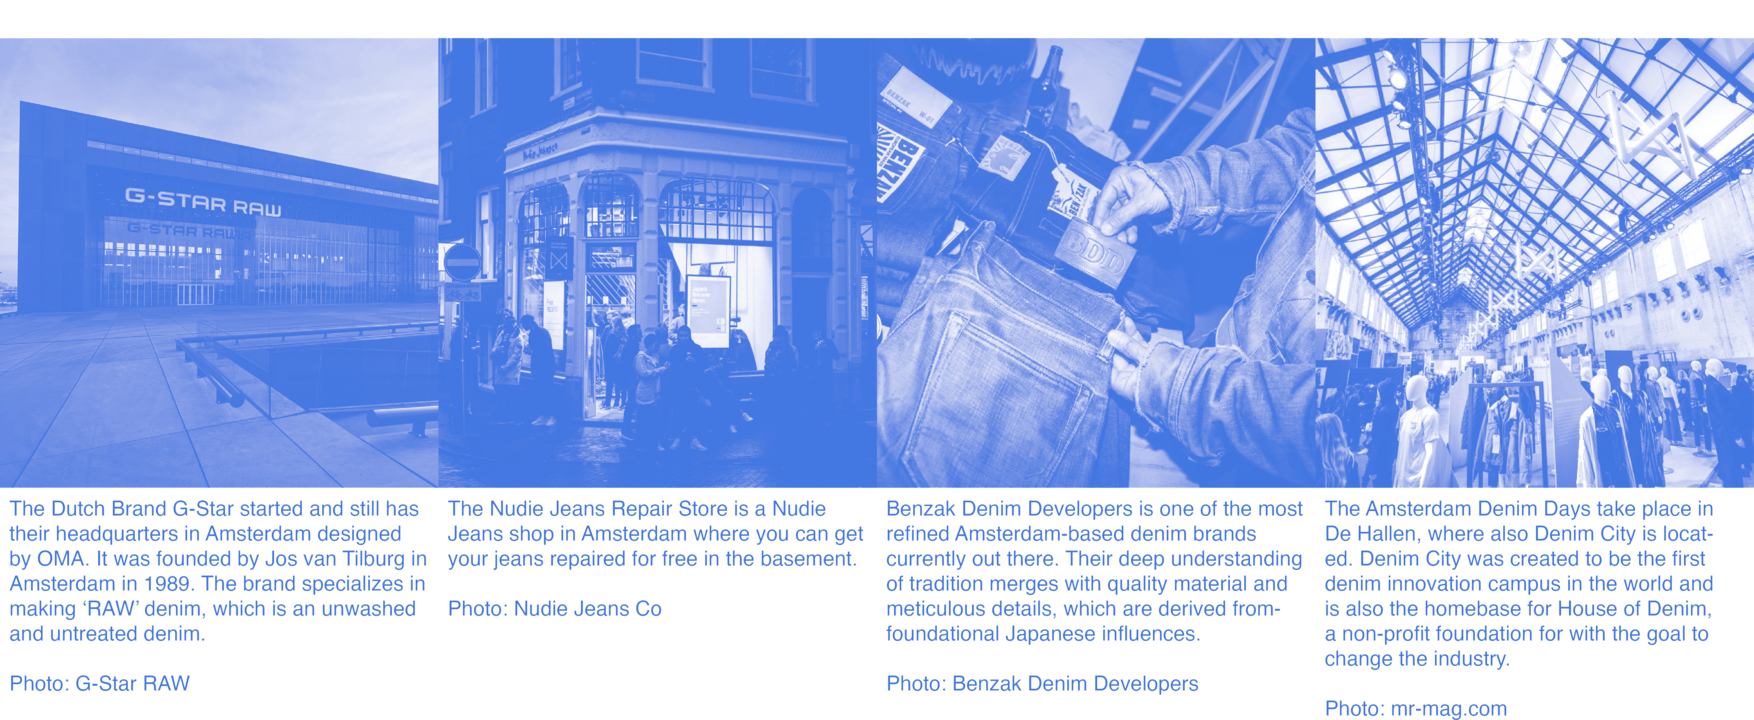 G-STAR RAW
G-STAR RAW
Nudie Jeans
BENZAK
BENZAK
BENZAK
BDD
The Dutch Brand G-Star started and still has
their headquarters in Amsterdam designed
by OMA. It was founded by Jos van Tilburg in
Amsterdam in 1989. The brand specializes in
making ‘RAW’ denim, which is an unwashed
and untreated denim.
Photo: G-Star RAW
The Nudie Jeans Repair Store is a Nudie
Jeans shop in Amsterdam where you can get
your jeans repaired for free in the basement.
Photo: Nudie Jeans Co
Benzak Denim Developers is one of the most
refined Amsterdam-based denim brands
currently out there. Their deep understanding
of tradition merges with quality material and
meticulous details, which are derived from-
foundational Japanese influences.
Photo: Benzak Denim Developers
The Amsterdam Denim Days take place in
De Hallen, where also Denim City is locat-
ed. Denim City was created to be the first
denim innovation campus in the world and
is also the homebase for House of Denim,
a non-profit foundation for with the goal to
change the industry.
Photo: mr-mag.com